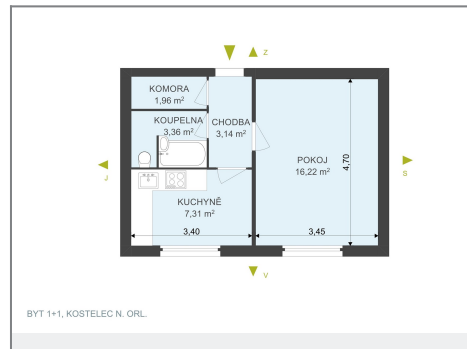 Z
KOMORA
1,96 m²
KOUPELNA
3,36 m²
CHODBA
3,14 m²
POKOJ
16,22 m²
4,70
J
S
KUCHYNĚ
7,31 m²
3,40
3,45
V
BYT 1+1, KOSTELEC N. ORL.